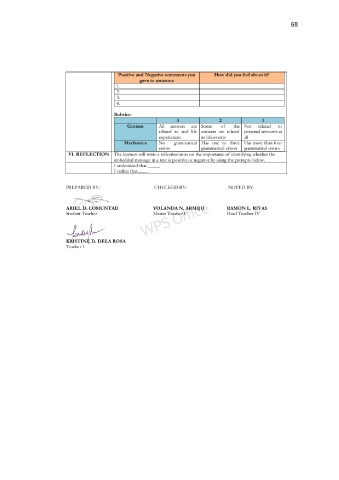 68
Positive and Negative comments you gave to someone
How did you feel about it?
1.
2.
3.
4.
Rubrics:
3 2 1
Content
All answers are related to real life experiences
Some of the answers are related to life events
Not related to personal accounts at all
Mechanics
No grammatical errors
Has one to three grammatical errors
Has more than four grammatical errors
VI. REFLECTION
The learners will write a reflection note on the importance of identifying whether the
embedded message in a text is positive or negative by using the prompts below.
I understand that _____
I realize that_____
PREPARED BY: CHECKED BY: NOTED BY:
ARIEL D. LOMUNTAD YOLANDA N. ARMIJO RAMON L. RIVAS
Student Teacher Master Teacher I Head Teacher IV
KRISTINE D. DELA ROSA
Teacher I
WPS Office